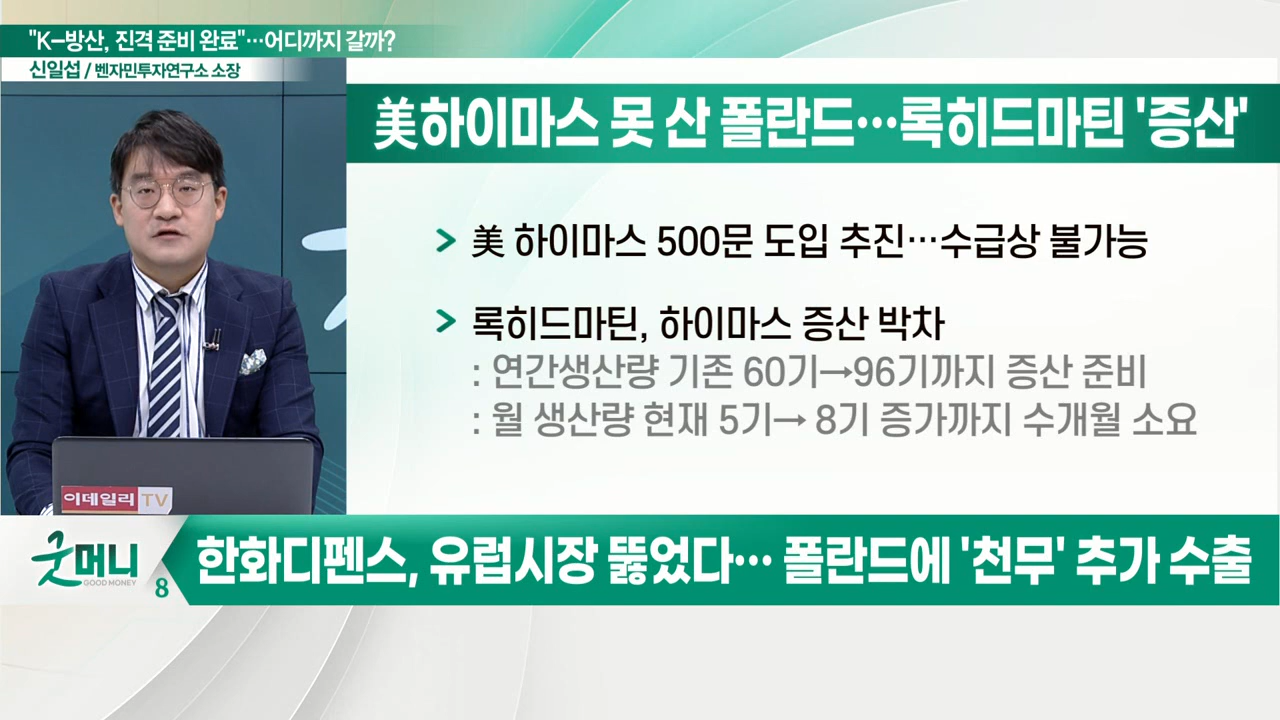 "K-방산, 진격 준비 완료"…어디까지 갈까?
신일섭 / 벤자민투자연구소 소장
美하이마스 못 산 폴란드…록히드마틴 '증산'
> 美 하이마스 500문 도입 추진…수급상 불가능
> 록히드마틴, 하이마스 증산 박차
: 연간생산량 기존 60기→96기까지 증산 준비
: 월 생산량 현재 5기→ 8기 증가까지 수개월 소요
이데일리 TV
굿머니
GOOD MONEY
8
한화디펜스, 유럽시장 뚫었다… 폴란드에 '천무' 추가 수출